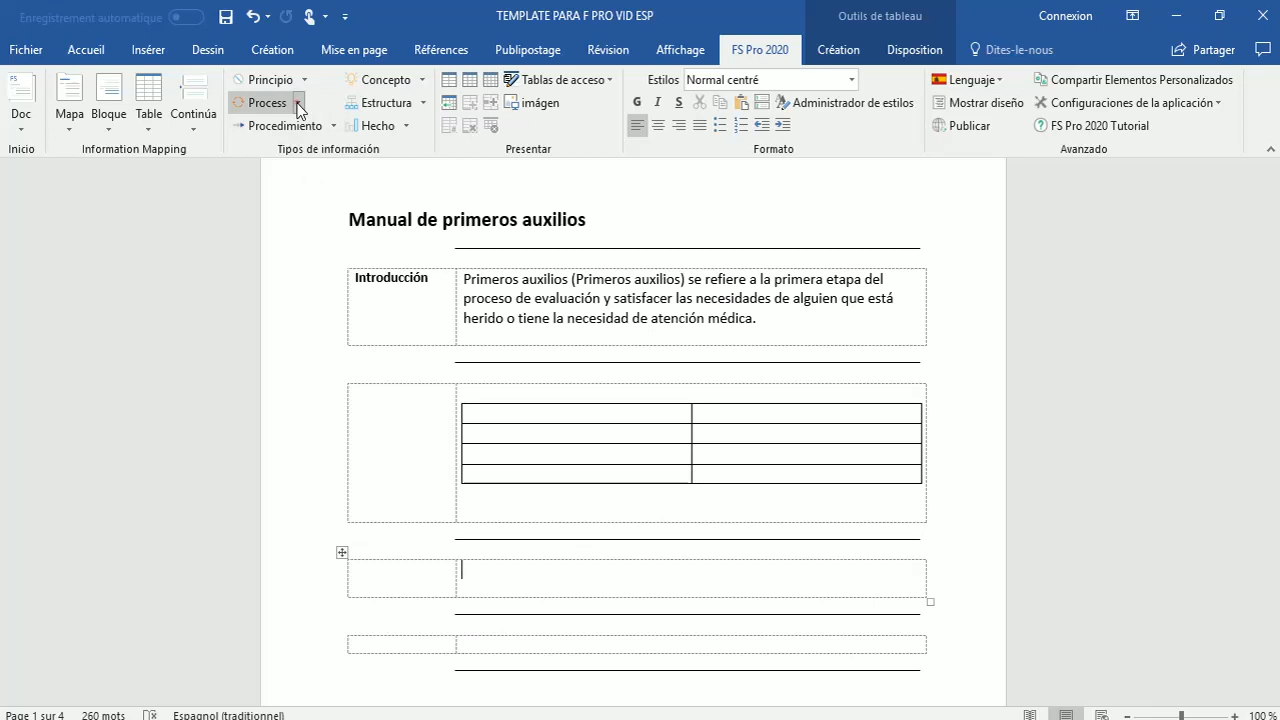 Enregistrement automatique
TEMPLATE PARA F PRO VID ESP
Outils de tableau
Connexion
Fichier Accueil Insérer Dessin Création Mise en page Références Publipostage Révision Affichage FS Pro 2020 Création Disposition Dites-le-nous Partager
FS
Doc
Inicio
Mapa Bloque Table Continúa
Information Mapping
Principio Concepto
Process Estructura
Procedimiento Hecho
Tipos de información
Tablas de acceso
imágen
Presentar
Estilos Normal centré
G I S Administrador de estilos
Formato
Lenguaje Compartir Elementos Personalizados
Mostrar diseño Configuraciones de la aplicación
Publicar FS Pro 2020 Tutorial
Avanzado
Manual de primeros auxilios
Introducción
Primeros auxilios (Primeros auxilios) se refiere a la primera etapa del
proceso de evaluación y satisfacer las necesidades de alguien que está
herido o tiene la necesidad de atención médica.
Page 1 sur 4 260 mots Espagnol (traditionnel) 100 %